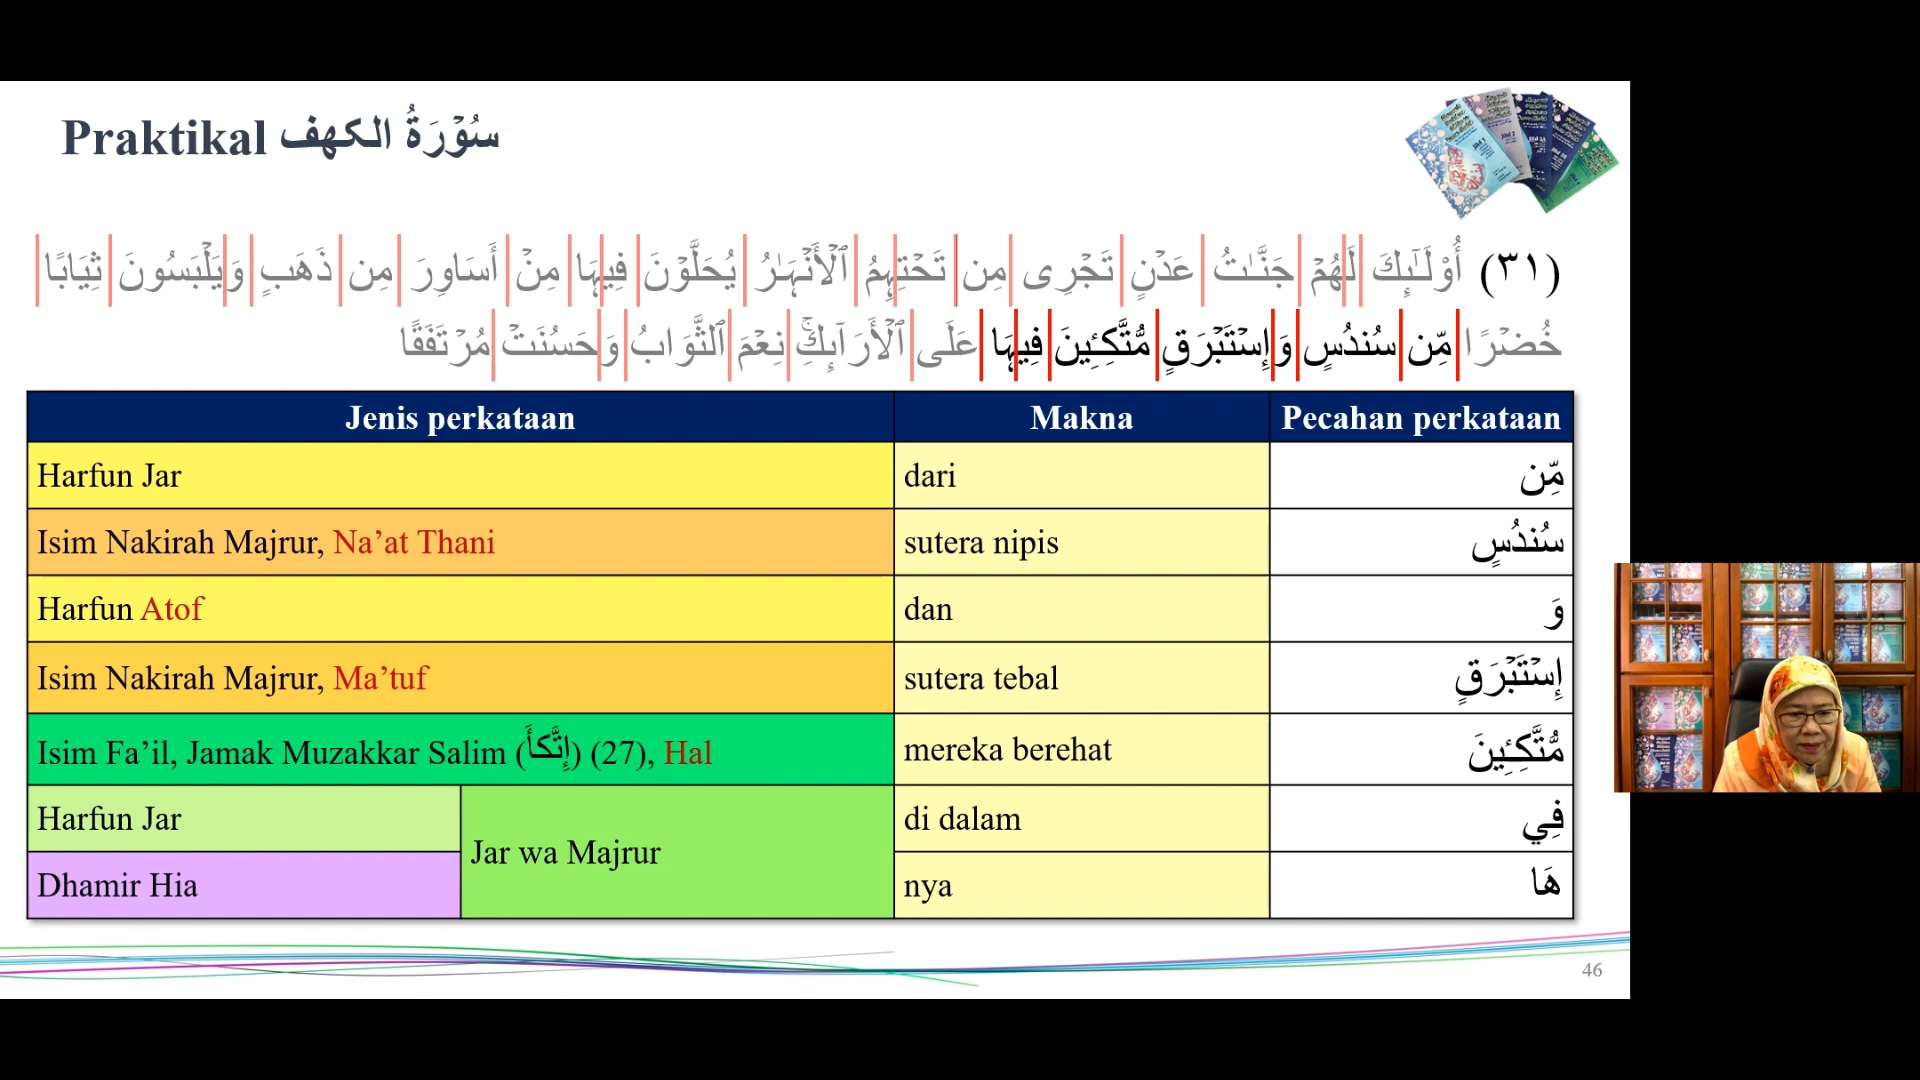 Praktikal سُوْرَةُ الكهف
(٣١) أُوْلَـٰٓئِكَ لَهُمۡ جَنَّـٰتُ عَدۡنٍ تَجۡرِى مِن تَحۡتِہِمُ ٱلۡأَنۡہَـٰرُ يُحَلَّوۡنَ فِيہَا مِنۡ أَسَاوِرَ مِن ذَهَبٍ وَيَلۡبَسُونَ ثِيَابًا
خُضۡرًا مِّن سُندُسٍ وَإِسۡتَبۡرَقٍ مُّتَّكِـِٔينَ فِيہَا عَلَى ٱلۡأَرَآٮِٕكِ‌ۚ نِعۡمَ ٱلثَّوَابُ وَحَسُنَتۡ مُرۡتَفَقًا
Jenis perkataan Makna Pecahan perkataan
Harfun Jar dari مِّن
Isim Nakirah Majrur, Na’at Thani sutera nipis سُندُسٍ
Harfun Atof dan وَ
Isim Nakirah Majrur, Ma’tuf sutera tebal إِسۡتَبۡرَقٍ
Isim Fa’il, Jamak Muzakkar Salim (إِتَّكَأَ) (27), Hal mereka berehat مُّتَّكِـِٔينَ
Harfun Jar di dalam فِي
Jar wa Majrur
Dhamir Hia nya هَا
46